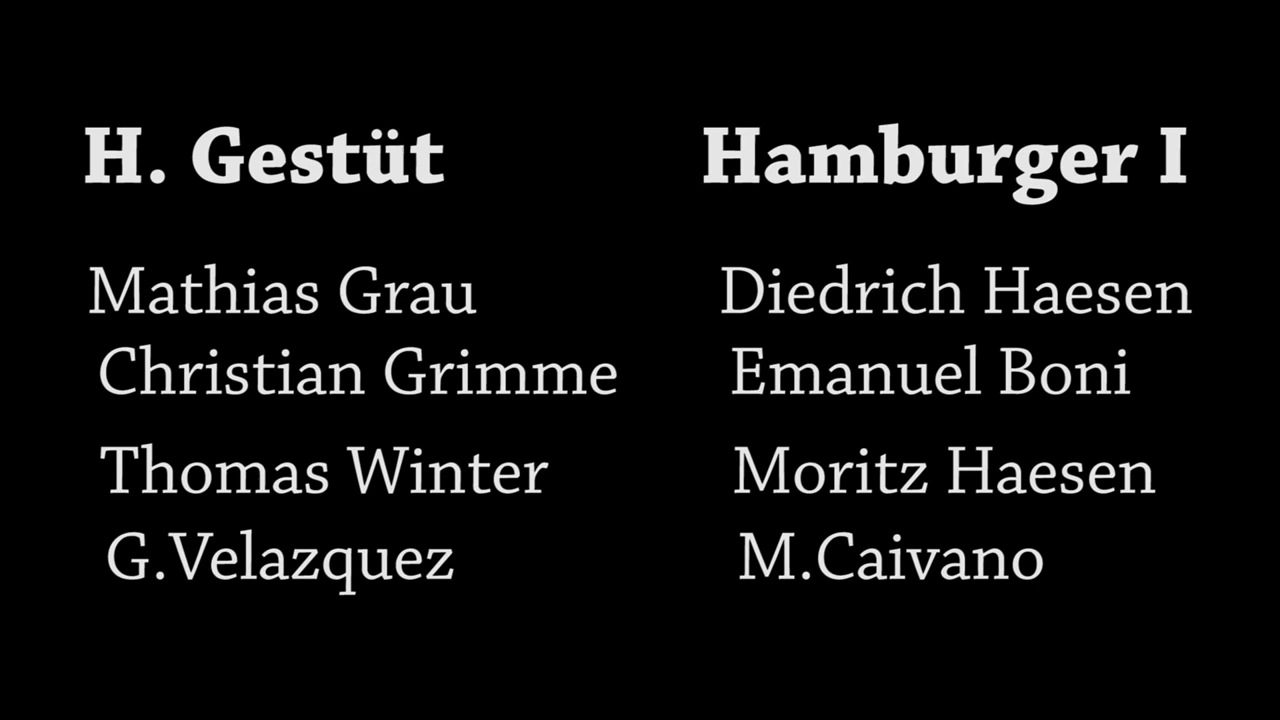 H. Gestüt
Mathias Grau
Christian Grimme
Thomas Winter
G.Velazquez
Hamburger I
Diedrich Haesen
Emanuel Boni
Moritz Haesen
M.Caivano